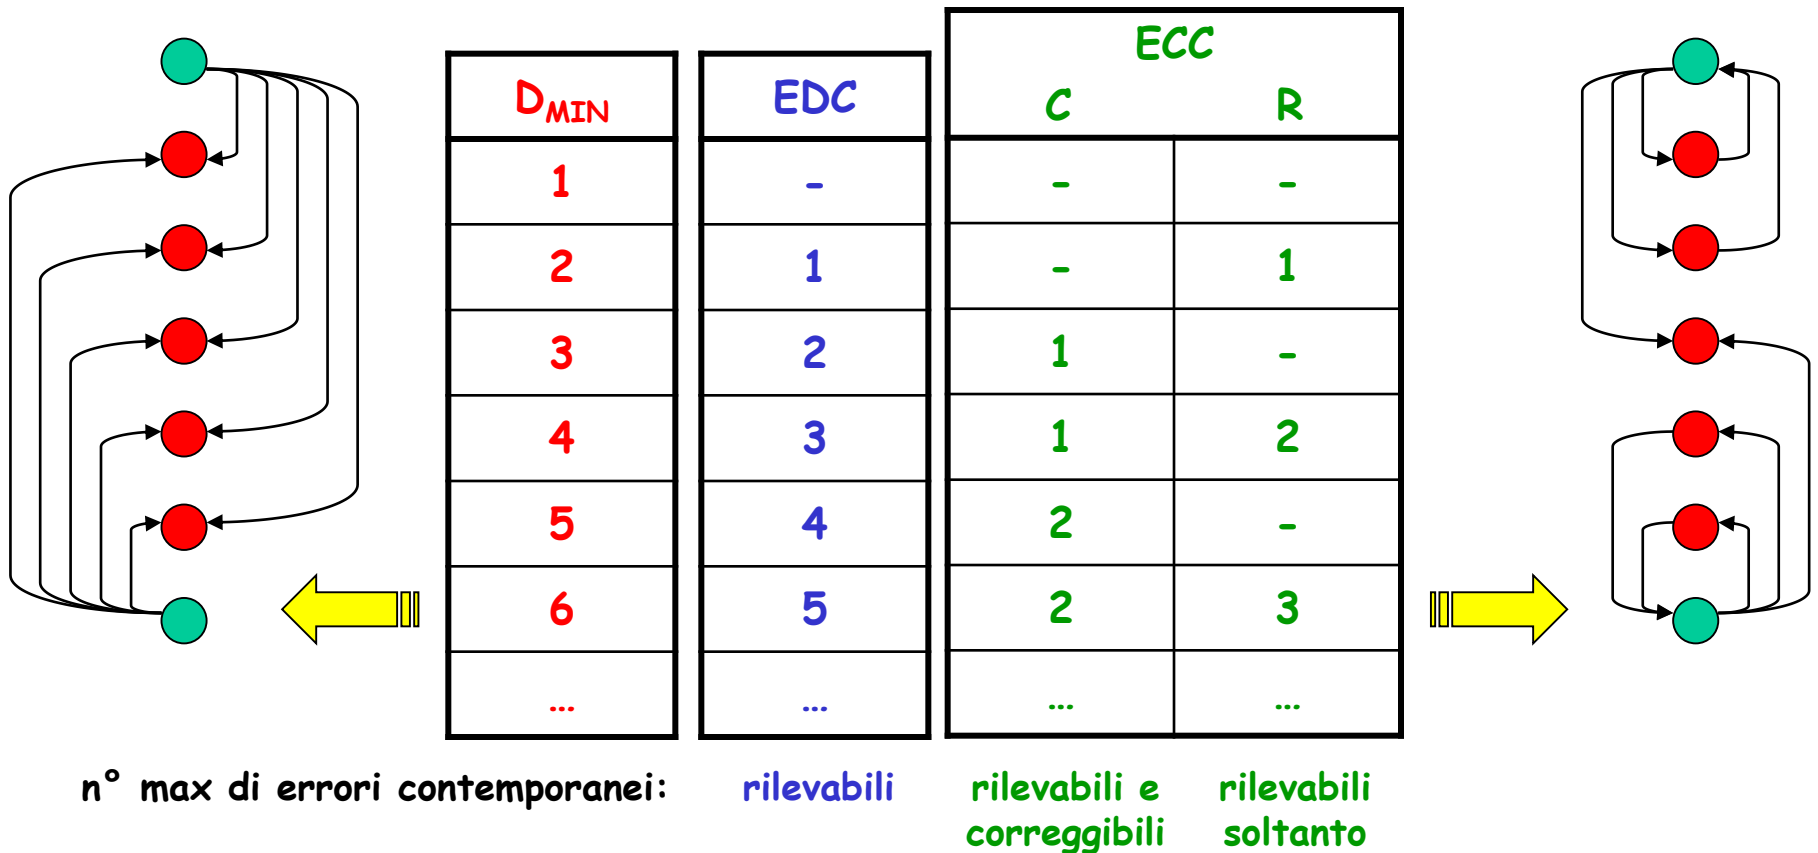 ECC
D_MIN EDC C R
1 - - -
2 1 - 1
3 2 1 -
4 3 1 2
5 4 2 -
6 5 2 3
... ... ... ...
n° max di errori contemporanei: rilevabili rilevabili e rilevabili
correggibili soltanto